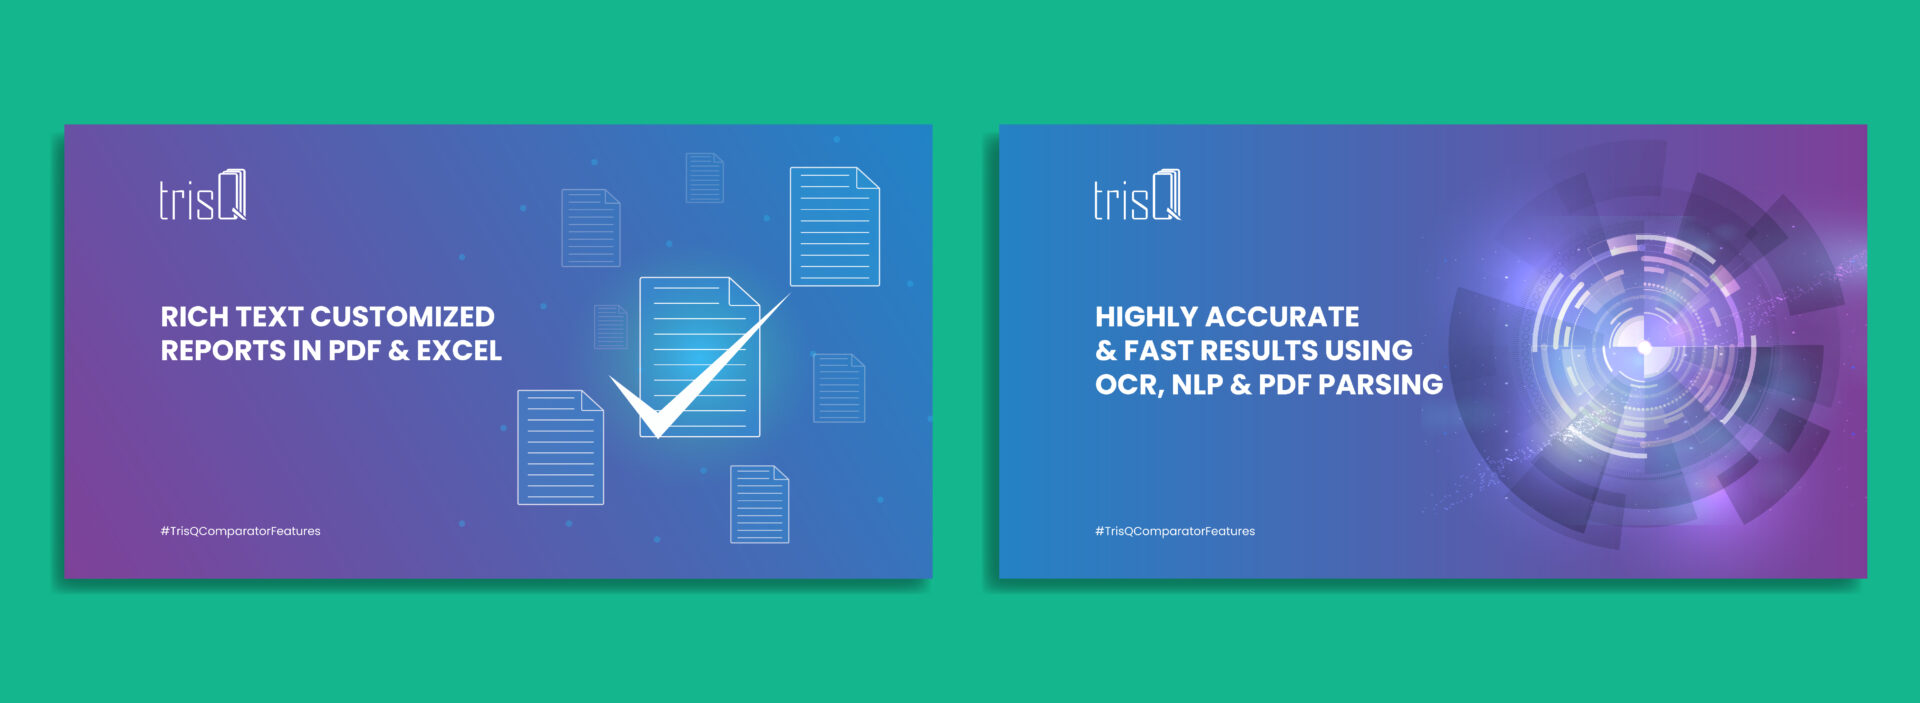 trisQ
RICH TEXT CUSTOMIZED
REPORTS IN PDF & EXCEL
#TrisQComparatorFeatures
trisQ
HIGHLY ACCURATE
& FAST RESULTS USING
OCR, NLP & PDF PARSING
#TrisQComparatorFeatures